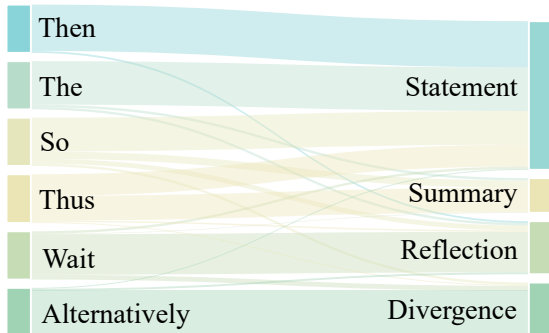 Then
The
So
Thus
Wait
Alternatively
Statement
Summary
Reflection
Divergence